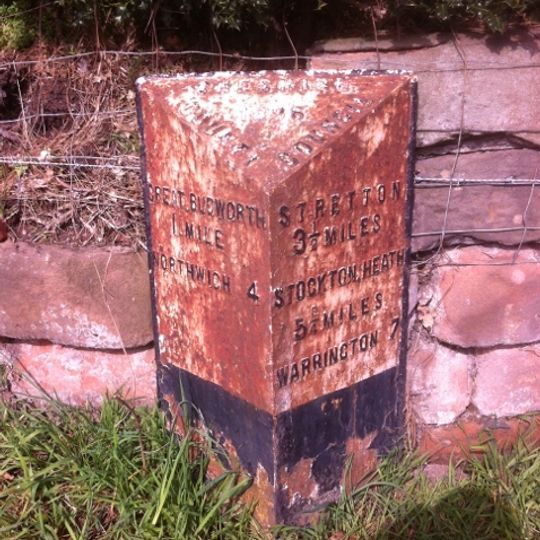 CHESHIRE
COUNTY COUNCIL
GREAT BUDWORTH
1 MILE
NORTHWICH 4
STRETTON
3½ MILES
STOCKTON HEATH
5½ MILES
WARRINGTON 7